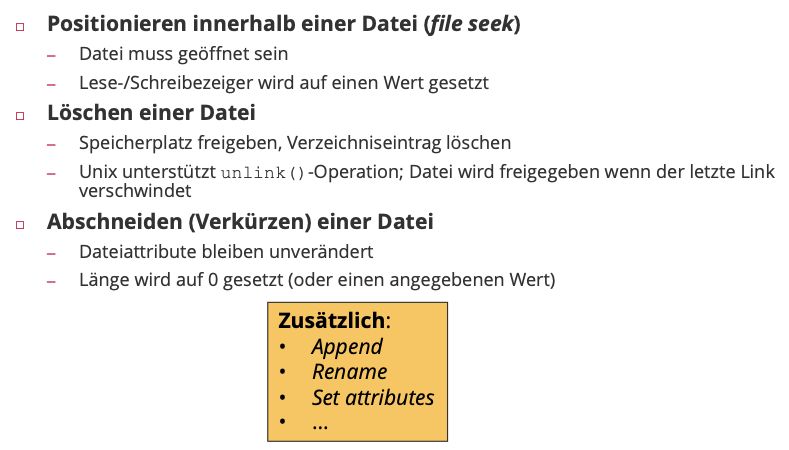 Positionieren innerhalb einer Datei (file seek)
– Datei muss geöffnet sein
– Lese-/Schreibezeiger wird auf einen Wert gesetzt
Löschen einer Datei
– Speicherplatz freigeben, Verzeichniseintrag löschen
– Unix unterstützt unlink()-Operation; Datei wird freigegeben wenn der letzte Link
verschwindet
Abschneiden (Verkürzen) einer Datei
– Dateiattribute bleiben unverändert
– Länge wird auf 0 gesetzt (oder einen angegebenen Wert)
Zusätzlich:
• Append
• Rename
• Set attributes
• ...